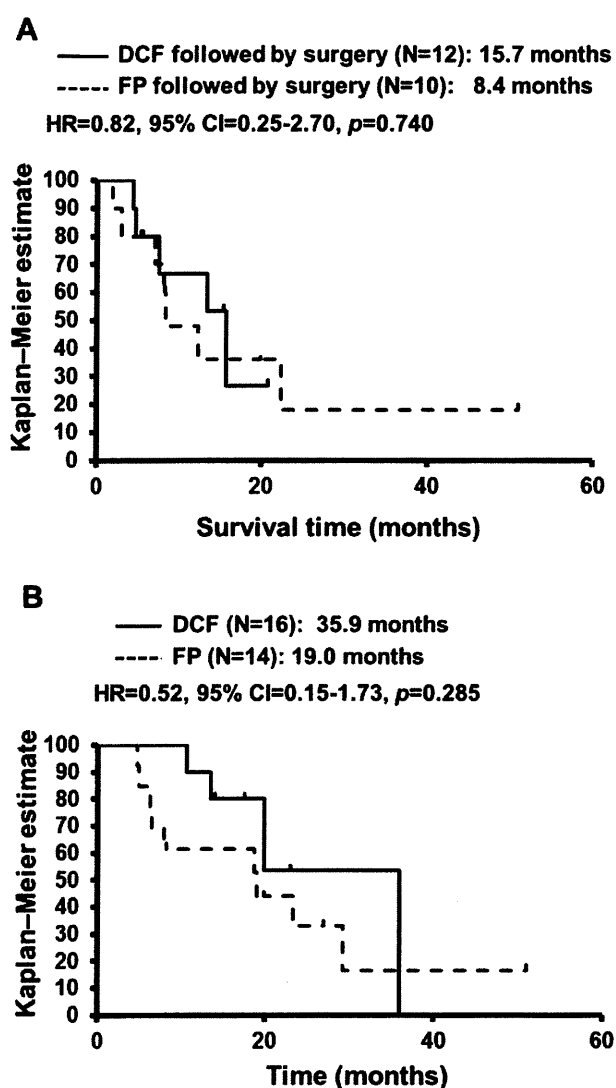 A
DCF followed by surgery (N=12): 15.7 months
FP followed by surgery (N=10): 8.4 months
HR=0.82, 95% CI=0.25-2.70, p=0.740
Kaplan–Meier estimate
100
90
80
70
60
50
40
30
20
10
0
0 20 40 60
Survival time (months)
B
DCF (N=16): 35.9 months
FP (N=14): 19.0 months
HR=0.52, 95% CI=0.15-1.73, p=0.285
Kaplan–Meier estimate
100
90
80
70
60
50
40
30
20
10
0
0 20 40 60
Time (months)